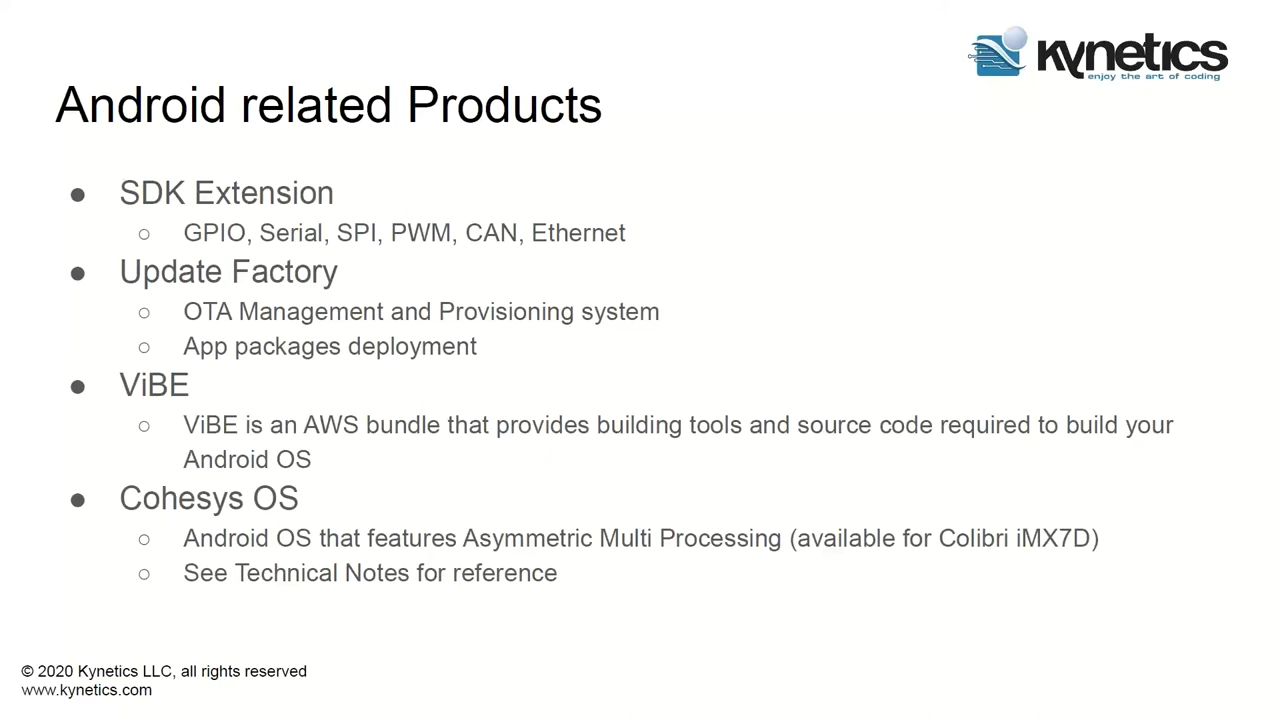 Kynetics
enjoy the art of coding
Android related Products
● SDK Extension
○ GPIO, Serial, SPI, PWM, CAN, Ethernet
● Update Factory
○ OTA Management and Provisioning system
○ App packages deployment
● ViBE
○ ViBE is an AWS bundle that provides building tools and source code required to build your
Android OS
● Cohesys OS
○ Android OS that features Asymmetric Multi Processing (available for Colibri iMX7D)
○ See Technical Notes for reference
© 2020 Kynetics LLC, all rights reserved
www.kynetics.com